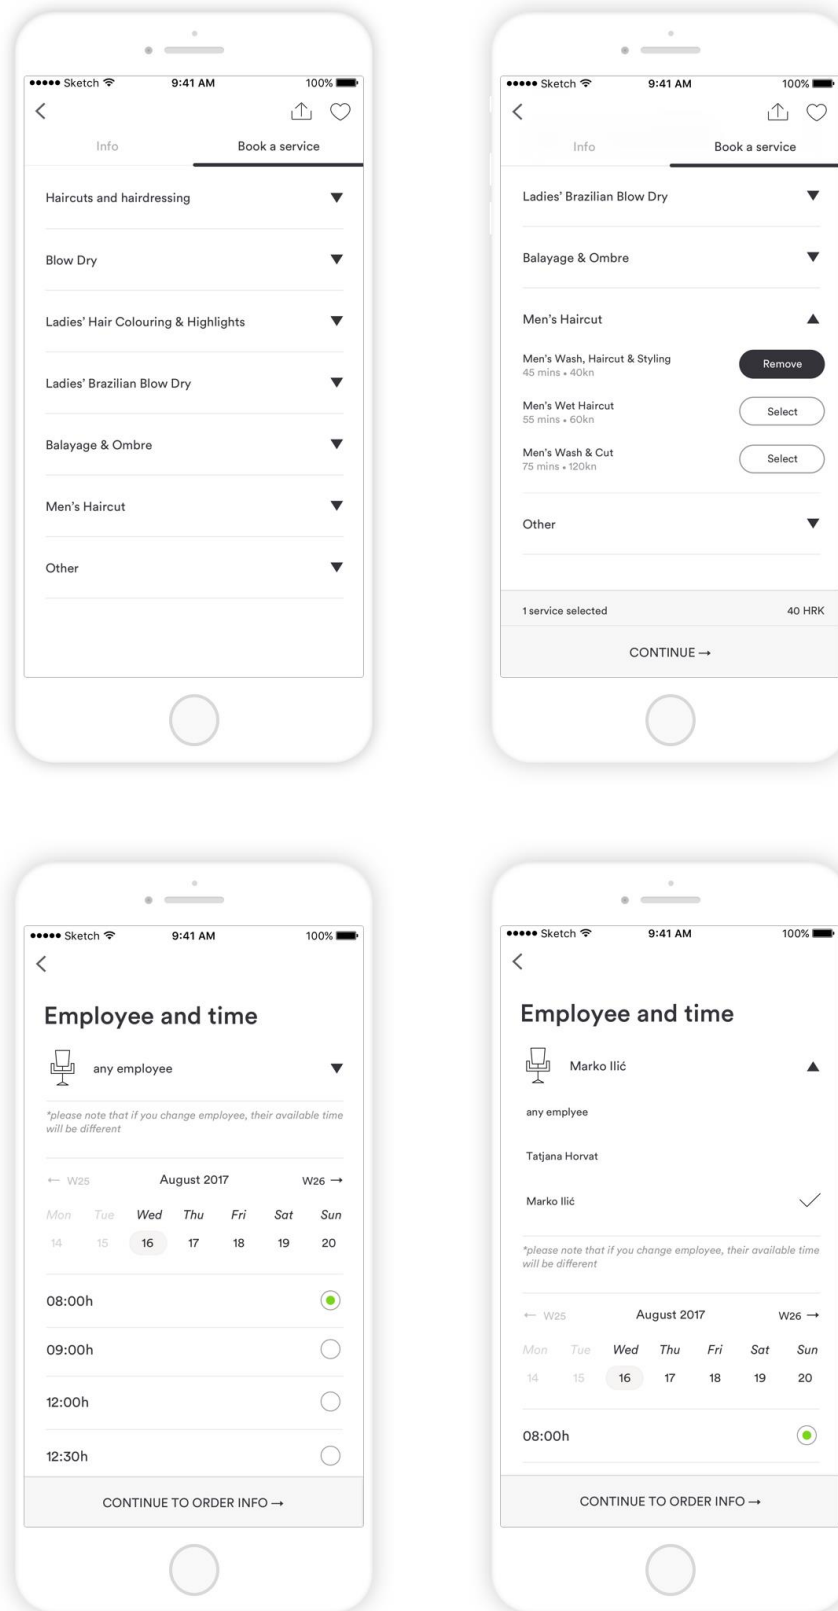 Sketch 9:41 AM 100%
Info Book a service
Haircuts and hairdressing
Blow Dry
Ladies' Hair Colouring & Highlights
Ladies' Brazilian Blow Dry
Balayage & Ombre
Men's Haircut
Other
Sketch 9:41 AM 100%
Info Book a service
Ladies' Brazilian Blow Dry
Balayage & Ombre
Men's Haircut
Men's Wash, Haircut & Styling
45 mins • 40kn
Remove
Men's Wet Haircut
55 mins • 60kn
Select
Men's Wash & Cut
75 mins • 120kn
Select
Other
1 service selected 40 HRK
CONTINUE →
Sketch 9:41 AM 100%
Employee and time
any employee
*please note that if you change employee, their available time
will be different
← W25 August 2017 W26 →
Mon Tue Wed Thu Fri Sat Sun
14 15 16 17 18 19 20
08:00h
09:00h
12:00h
12:30h
CONTINUE TO ORDER INFO →
Sketch 9:41 AM 100%
Employee and time
Marko Ilić
any emplyee
Tatjana Horvat
Marko Ilić
*please note that if you change employee, their available time
will be different
← W25 August 2017 W26 →
Mon Tue Wed Thu Fri Sat Sun
14 15 16 17 18 19 20
08:00h
CONTINUE TO ORDER INFO →